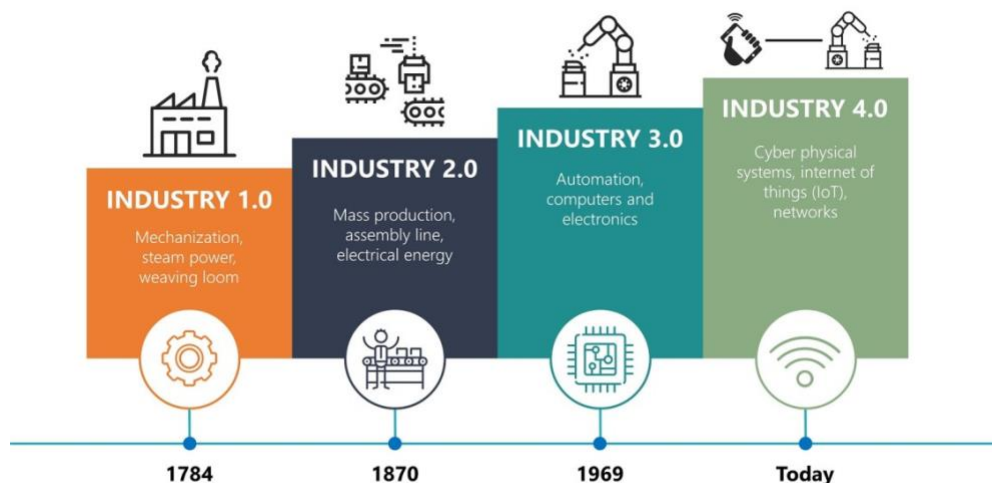 INDUSTRY 1.0
Mechanization,
steam power,
weaving loom
INDUSTRY 2.0
Mass production,
assembly line,
electrical energy
INDUSTRY 3.0
Automation,
computers and
electronics
INDUSTRY 4.0
Cyber physical
systems, internet of
things (IoT),
networks
1784
1870
1969
Today